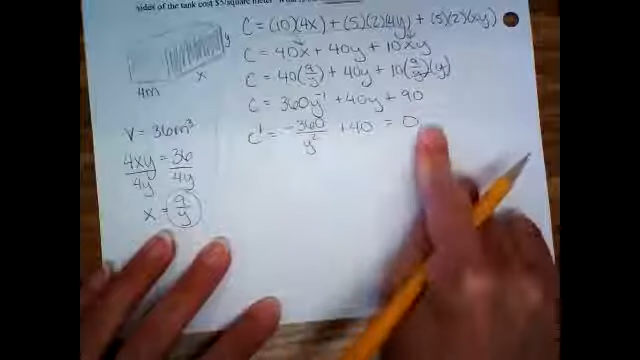 sides of the tank cost $5/square meter
C = (10)(4x) + (5)(2)(4y) + (5)(2)(xy)
C = 40x + 40y + 10xy
C = 40(9/y) + 40y + 10(9/y)(y)
C = 360y⁻¹ + 40y + 90
C' = -360/y² + 40 = 0
y
x
4m
V = 36m³
4xy/4y = 36/4y
x = 9/y